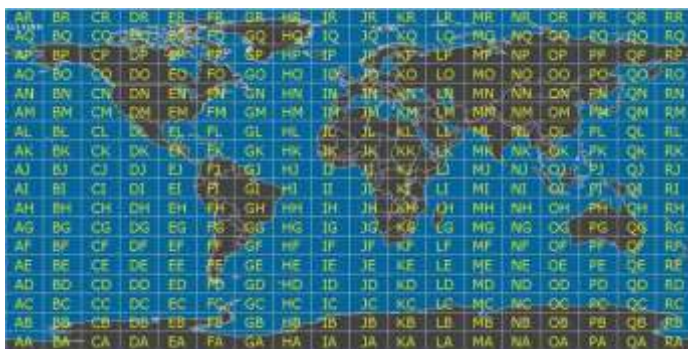 AR BR CR DR ER FR GR HR IR JR KR LR MR NR OR PR QR RR
AQ BQ CQ DQ EQ FQ GQ HQ IQ JQ KQ LQ MQ NQ OQ PQ QQ RQ
AP BP CP DP EP FP GP HP IP JP KP LP MP NP OP PP QP RP
AO BO CO DO EO FO GO HO IO JO KO LO MO NO OO PO QO RO
AN BN CN DN EN FN GN HN IN JN KN LN MN NN ON PN QN RN
AM BM CM DM EM FM GM HM IM JM KM LM MM NM OM PM QM RM
AL BL CL DL EL FL GL HL IL JL KL LL ML NL OL PL QL RL
AK BK CK DK EK FK GK HK IK JK KK LK MK NK OK PK QK RK
AJ BJ CJ DJ EJ FJ GJ HJ IJ JJ KJ LJ MJ NJ OJ PJ QJ RJ
AI BI CI DI EI FI GI HI II JI KI LI MI NI OI PI QI RI
AH BH CH DH EH FH GH HH IH JH KH LH MH NH OH PH QH RH
AG BG CG DG EG FG GG HG IG JG KG LG MG NG OG PG QG RG
AF BF CF DF EF FF GF HF IF JF KF LF MF NF OF PF QF RF
AE BE CE DE EE FE GE HE IE JE KE LE ME NE OE PE QE RE
AD BD CD DD ED FD GD HD ID JD KD LD MD ND OD PD QD RD
AC BC CC DC EC FC GC HC IC JC KC LC MC NC OC PC QC RC
AB BB CB DB EB FB GB HB IB JB KB LB MB NB OB PB QB RB
AA BA CA DA EA FA GA HA IA JA KA LA MA NA OA PA QA RA